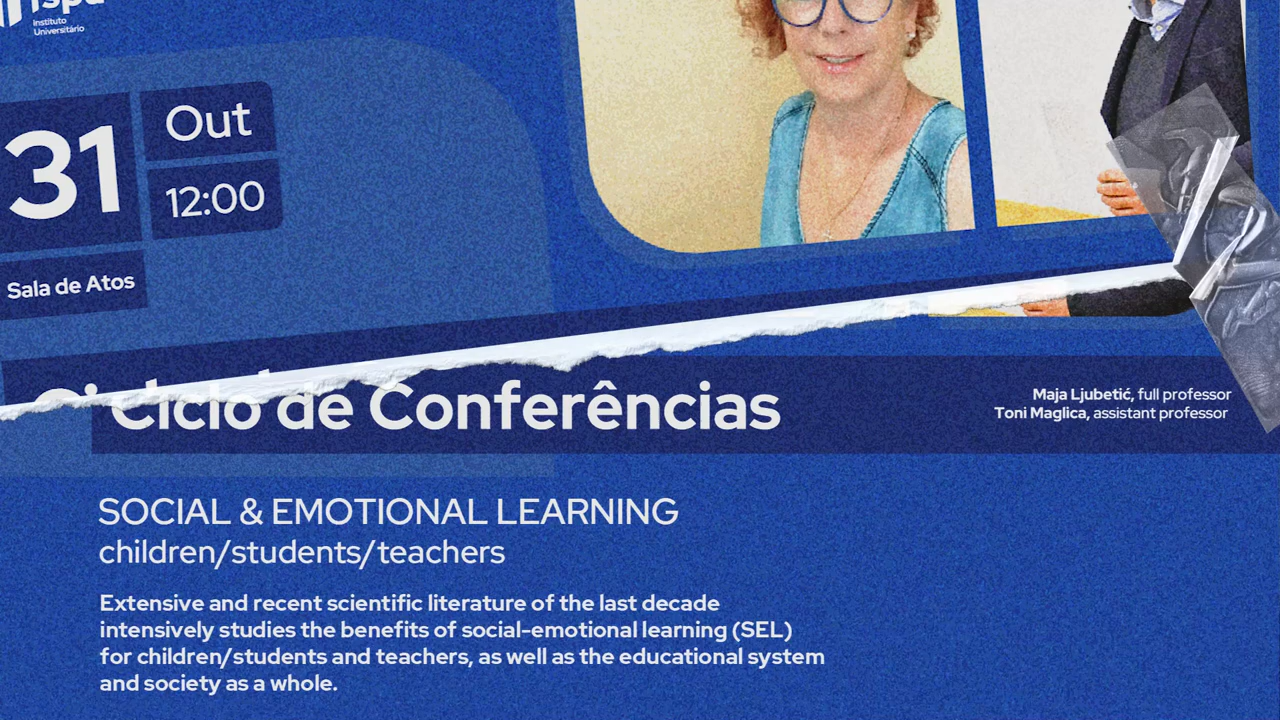 Instituto
Universitário
31
Out
12:00
Sala de Atos
Ciclo de Conferências
Maja Ljubetić, full professor
Toni Maglica, assistant professor
SOCIAL & EMOTIONAL LEARNING
children/students/teachers
Extensive and recent scientific literature of the last decade
intensively studies the benefits of social-emotional learning (SEL)
for children/students and teachers, as well as the educational system
and society as a whole.